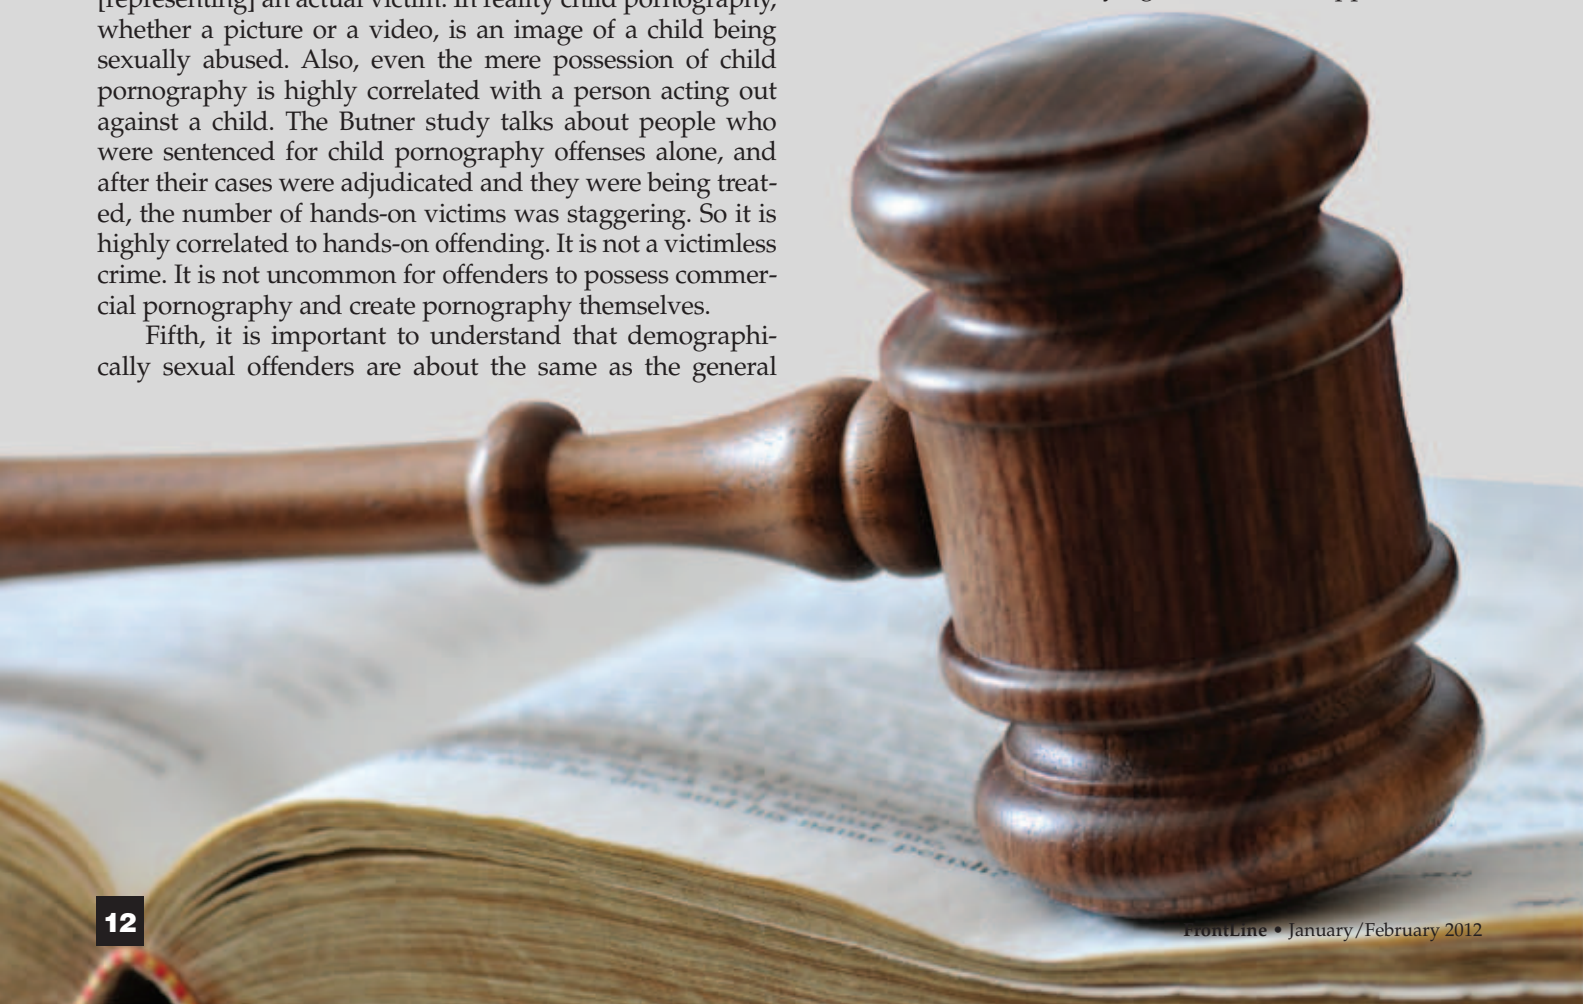 [representing] an actual victim. In reality child pornography,
whether a picture or a video, is an image of a child being
sexually abused. Also, even the mere possession of child
pornography is highly correlated with a person acting out
against a child. The Butner study talks about people who
were sentenced for child pornography offenses alone, and
after their cases were adjudicated and they were being treat-
ed, the number of hands-on victims was staggering. So it is
highly correlated to hands-on offending. It is not a victimless
crime. It is not uncommon for offenders to possess commer-
cial pornography and create pornography themselves.
Fifth, it is important to understand that demographi-
cally sexual offenders are about the same as the general
and his name perish?
12
FrontLine • January/February 2012